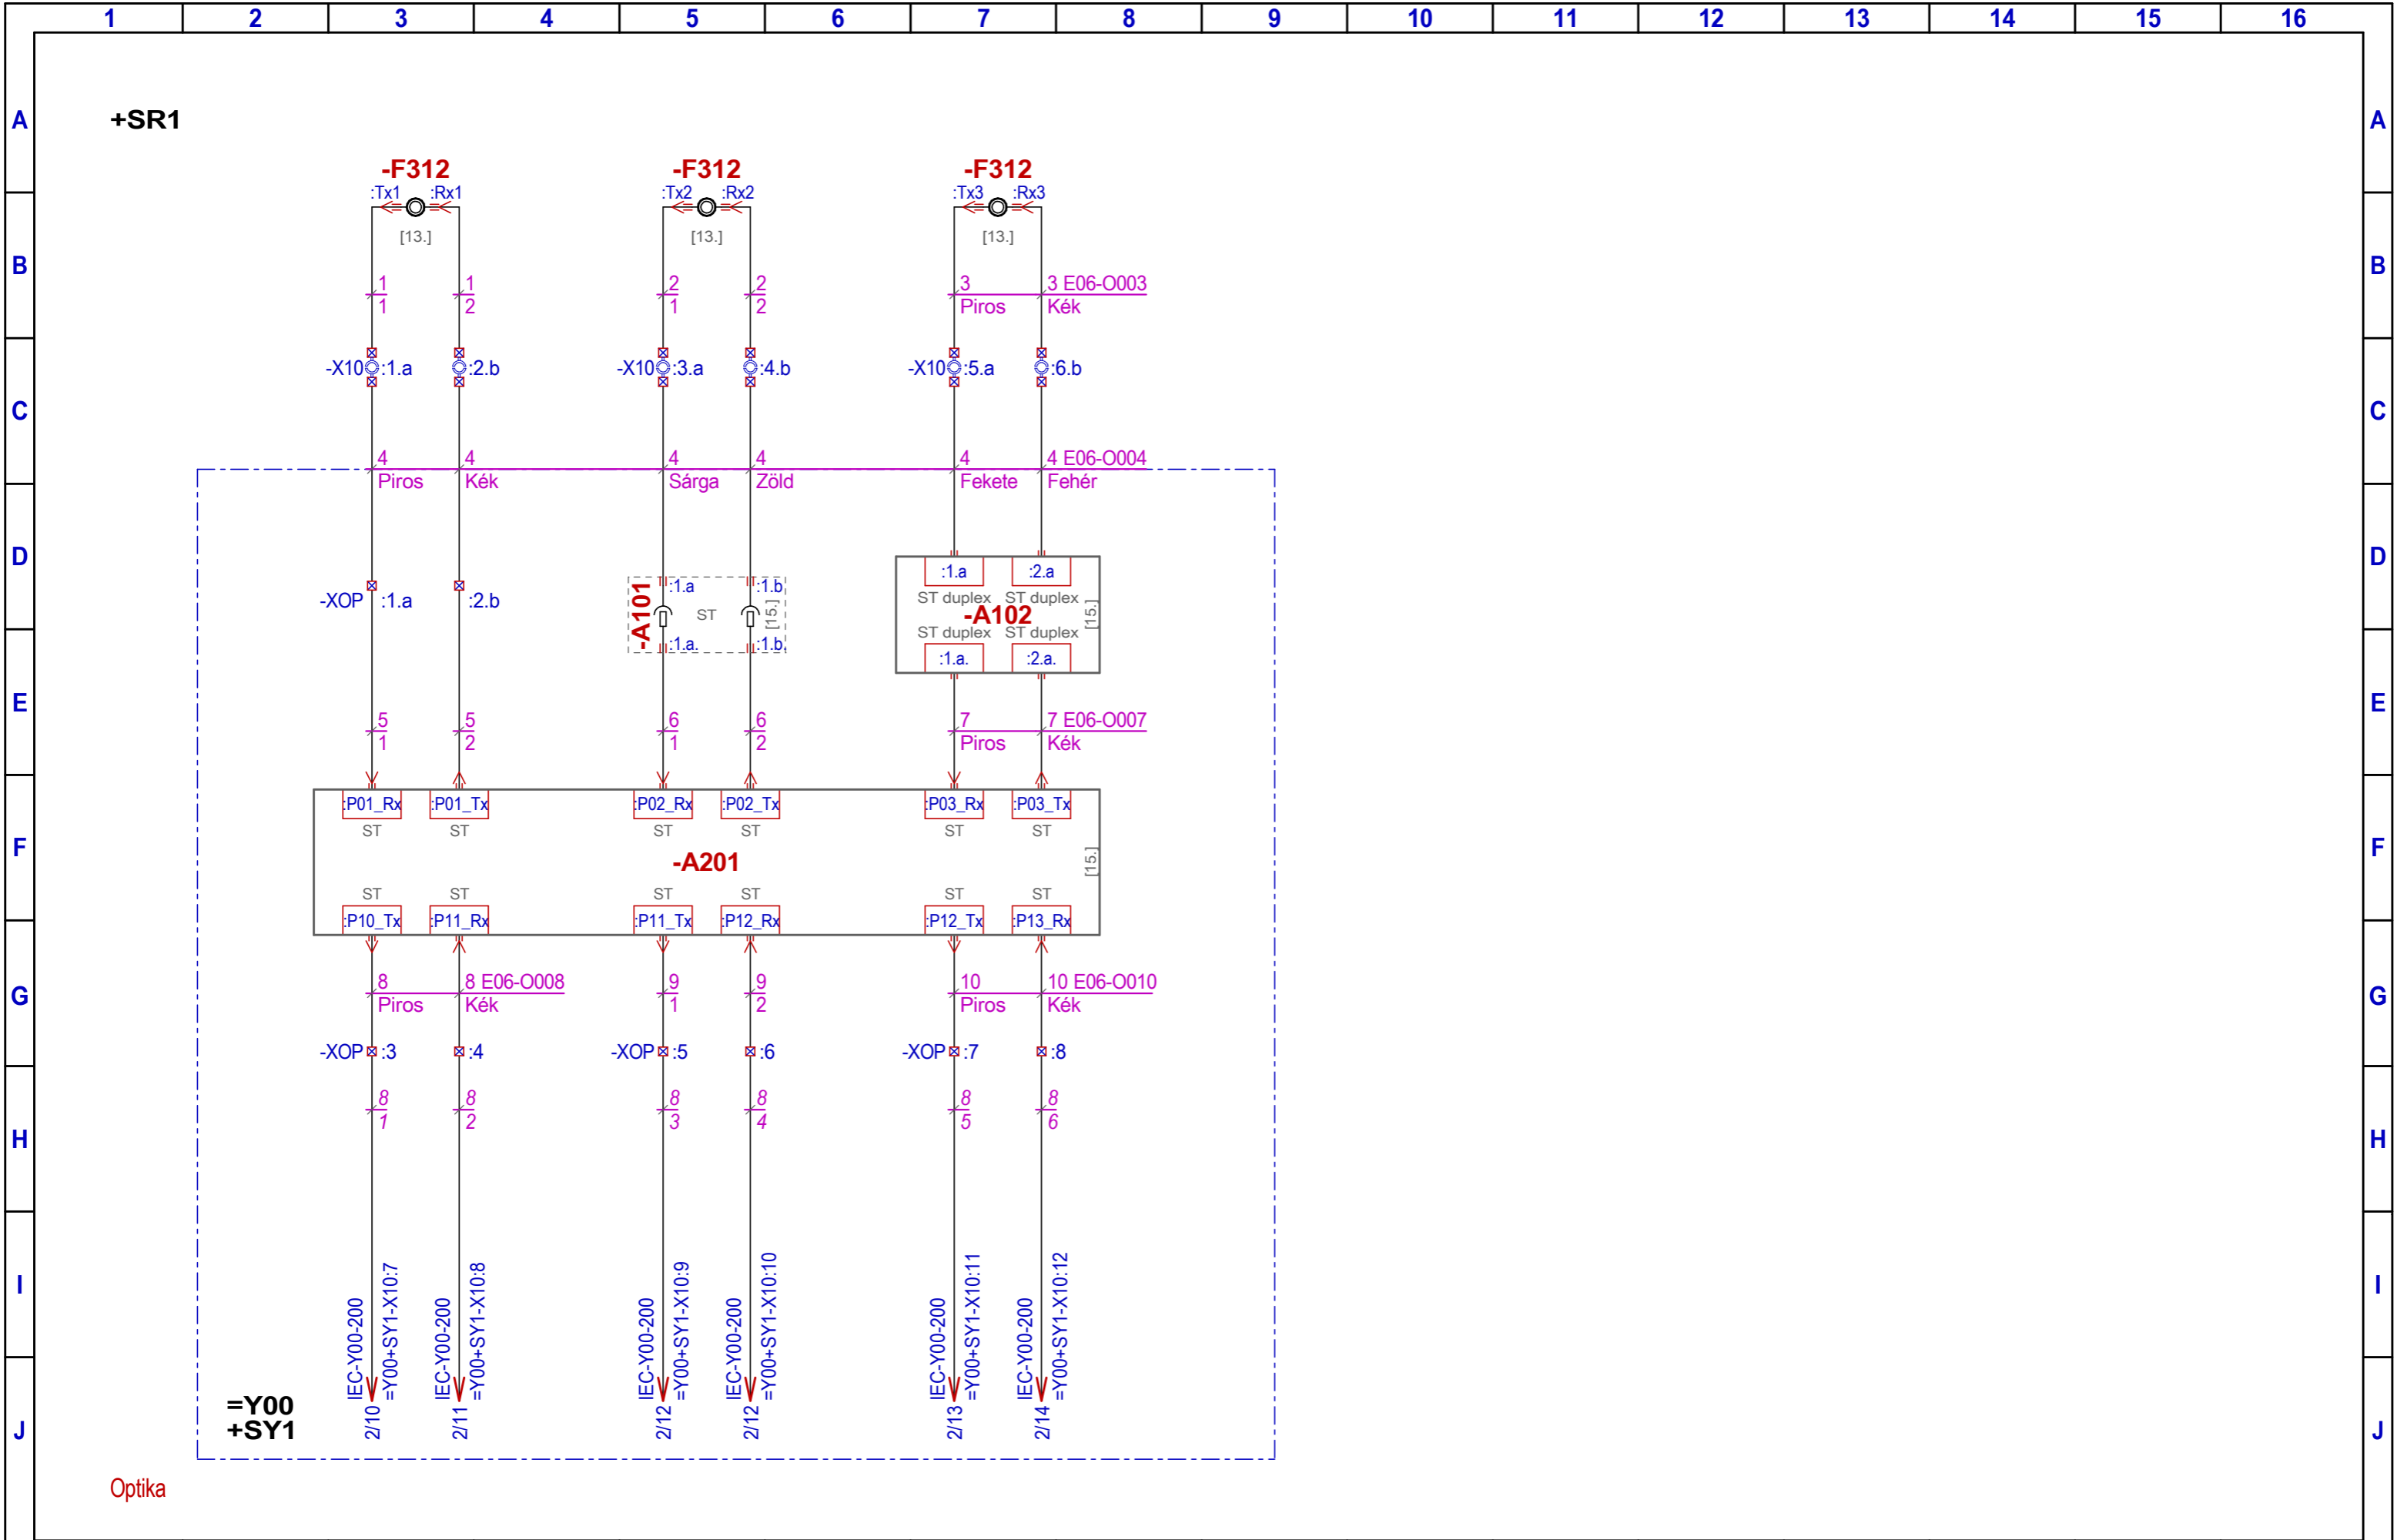 1 2 3 4 5 6 7 8 9 10 11 12 13 14 15 16
A +SR1 A
-F312 -F312 -F312
:Tx1 :Rx1 :Tx2 :Rx2 :Tx3 :Rx3
[13.] [13.] [13.]
B B
1 1 2 2 3 3 E06-O003
1 2 1 2 Piros Kék
-X10 :1.a :2.b -X10 :3.a :4.b -X10 :5.a :6.b
C C
4 4 4 4 4 4 E06-O004
Piros Kék Sárga Zöld Fekete Fehér
D D
:1.a :2.a
:1.a :1.b
ST duplex ST duplex
-XOP :1.a :2.b
-A101 ST [15.] -A102 [15.]
ST duplex ST duplex
:1.a. :1.b.
:1.a. :2.a.
E E
5 5 6 6 7 7 E06-O007
1 2 1 2 Piros Kék
:P01_Rx :P01_Tx :P02_Rx :P02_Tx :P03_Rx :P03_Tx
ST ST ST ST ST ST
F -A201 [15.] F
ST ST ST ST ST ST
:P10_Tx :P11_Rx :P11_Tx :P12_Rx :P12_Tx :P13_Rx
8 8 E06-O008 9 9 10 10 E06-O010
G G
Piros Kék 1 2 Piros Kék
-XOP :3 :4 -XOP :5 :6 -XOP :7 :8
8 8 8 8 8 8
1 2 3 4 5 6
H H
I I
IEC-Y00-200
=Y00+SY1-X10:7
IEC-Y00-200
=Y00+SY1-X10:8
IEC-Y00-200
=Y00+SY1-X10:9
IEC-Y00-200
=Y00+SY1-X10:10
IEC-Y00-200
=Y00+SY1-X10:11
IEC-Y00-200
=Y00+SY1-X10:12
=Y00
+SY1
2/10 2/11 2/12 2/12 2/13 2/14
J J
Optika